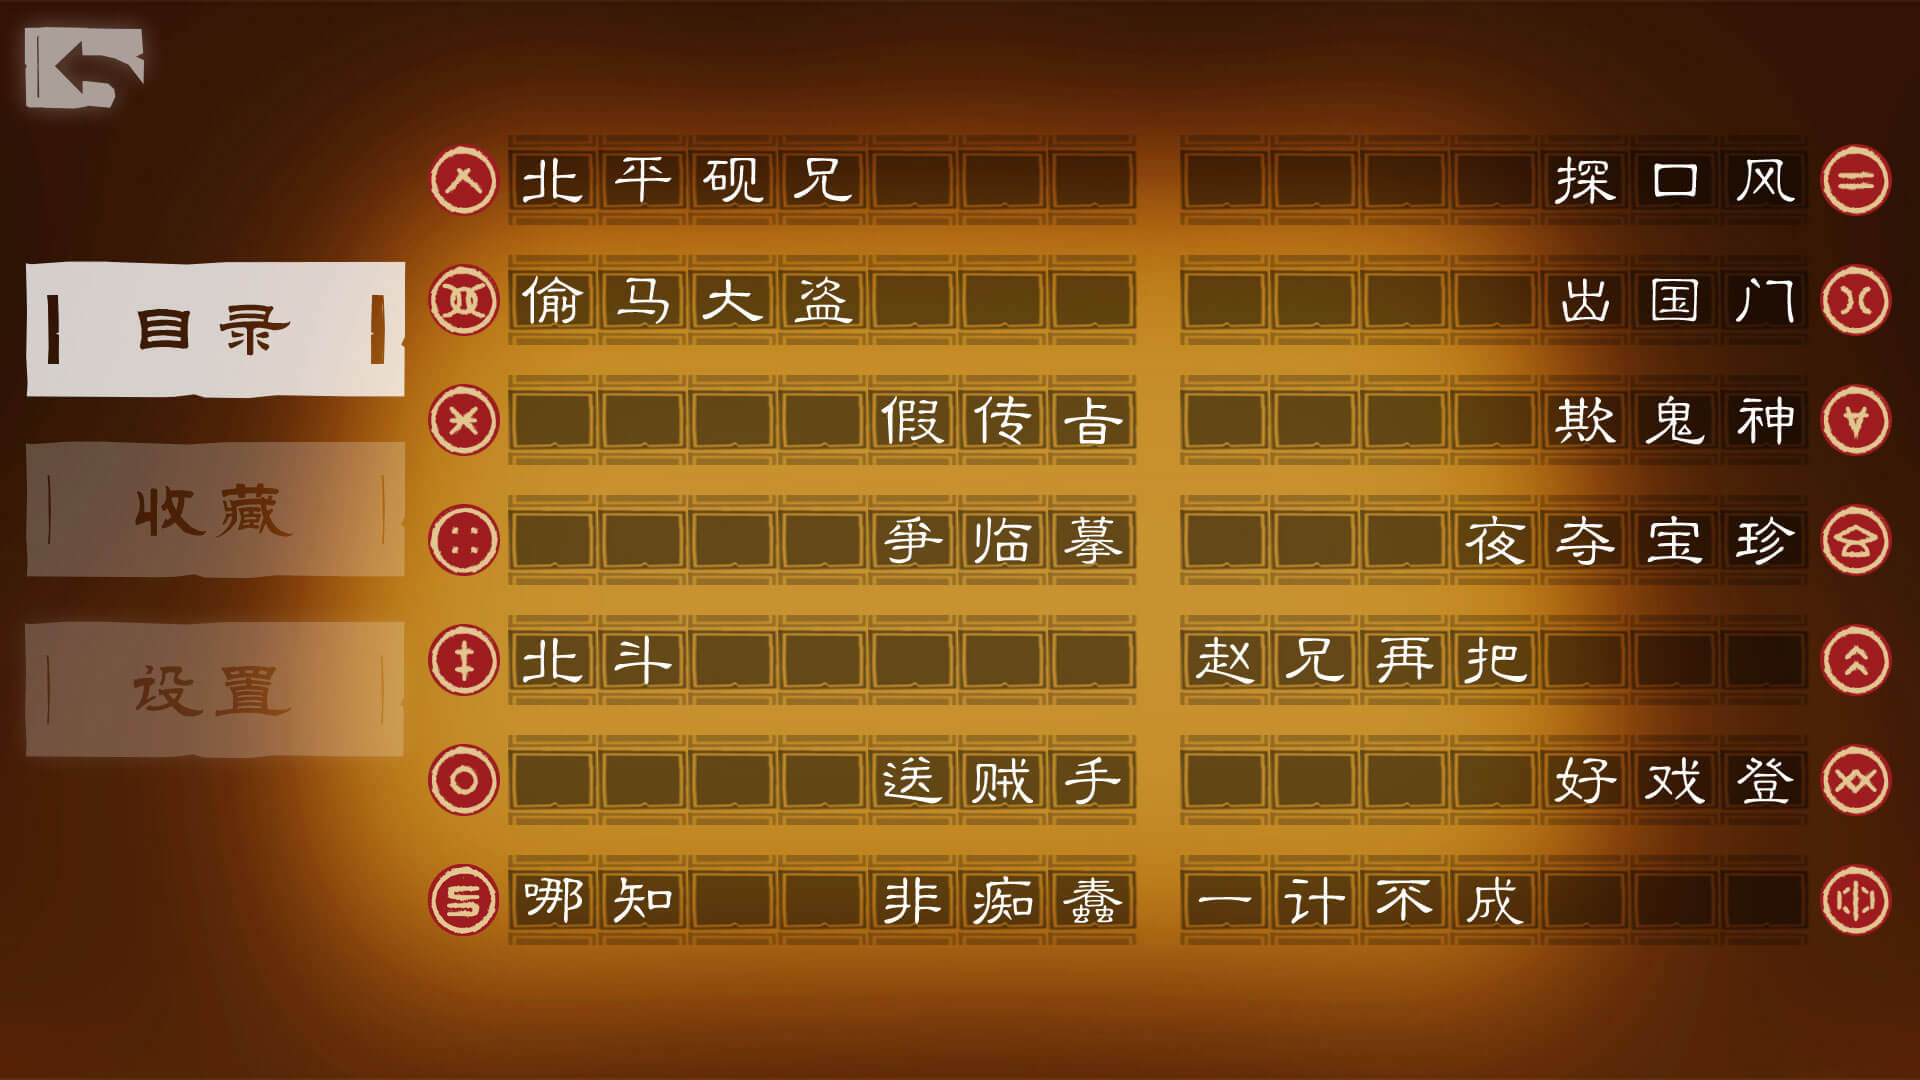 目录
收藏
设置
北平砚兄
探口风
偷马大盗
出国门
假传旨
欺鬼神
争临摹
夜夺宝珍
北斗
赵兄再把
送贼手
好戏登
哪知 非痴蠢
一计不成